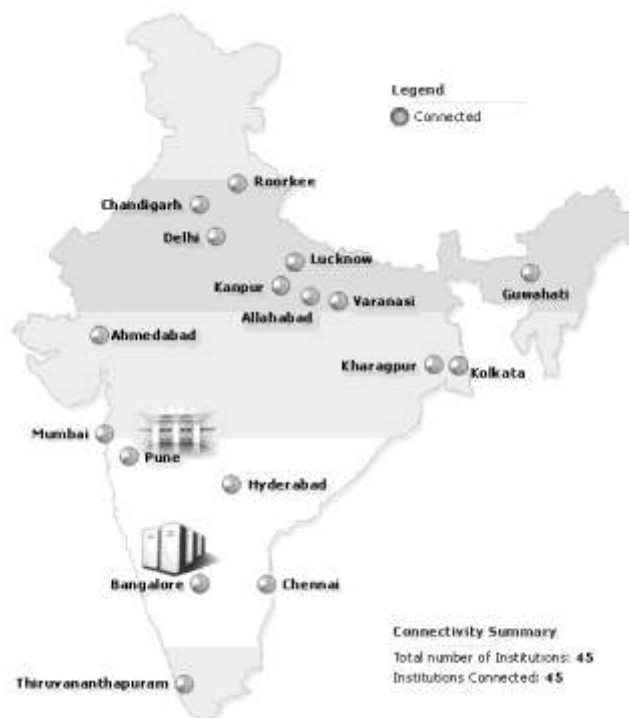 Legend
Connected
Roorkee
Chandigarh
Delhi
Lucknow
Kanpur
Allahabad
Varanasi
Guwahati
Ahmedabad
Kharagpur
Kolkata
Mumbai
Pune
Hyderabad
Bangalore
Chennai
Connectivity Summary
Total number of Institutions: 45
Institutions Connected: 45
Thiruvananthapuram